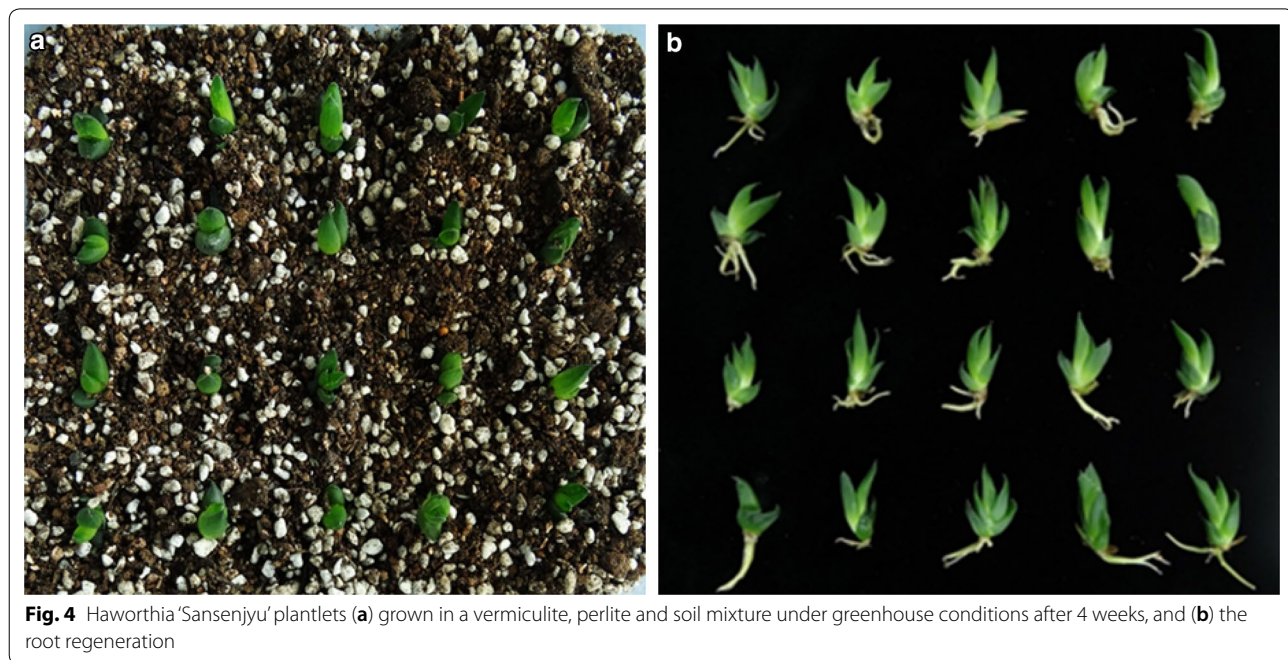 a
b
Fig. 4 Haworthia ‘Sansenjyu’ plantlets (a) grown in a vermiculite, perlite and soil mixture under greenhouse conditions after 4 weeks, and (b) the
root regeneration